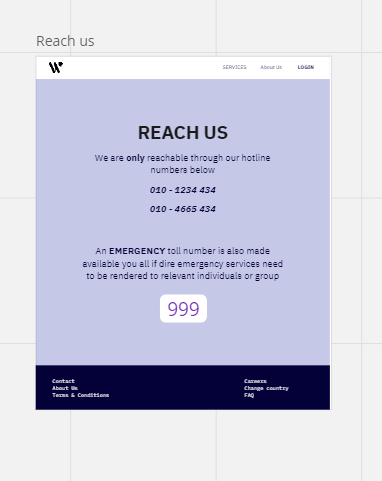 Reach us
SERVICES About Us LOGIN
REACH US
We are only reachable through our hotline
numbers below
010 - 1234 434
010 - 4665 434
An EMERGENCY toll number is also made
available you all if dire emergency services need
to be rendered to relevant individuals or group
999
Contact
About Us
Terms & Conditions
Careers
Change country
FAQ